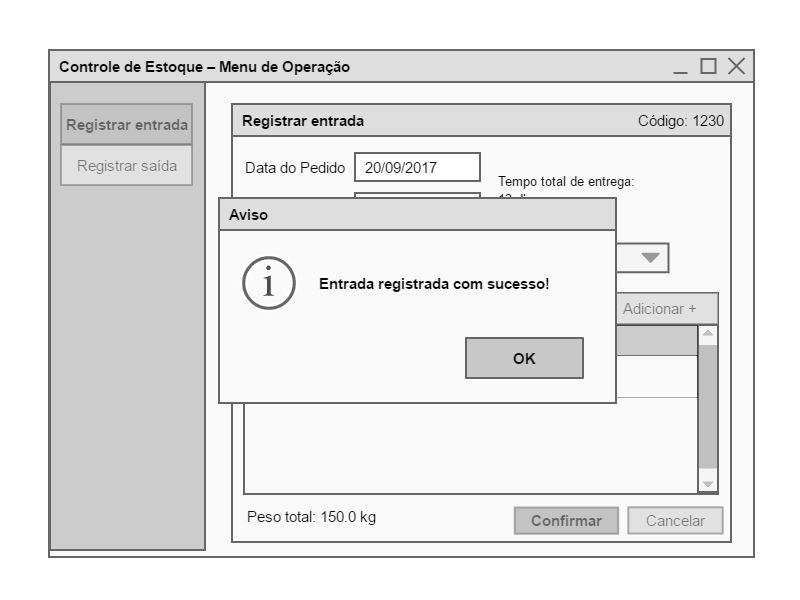 Controle de Estoque – Menu de Operação
Registrar entrada
Registrar saída
Registrar entrada
Código: 1230
Data do Pedido
20/09/2017
Tempo total de entrega:
Aviso
i
Entrada registrada com sucesso!
OK
Adicionar +
Peso total: 150.0 kg
Confirmar
Cancelar